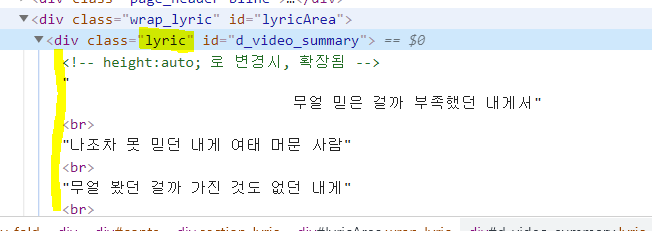 <div class="wrap_lyric" id="lyricArea">
<div class="lyric" id="d_video_summary"> == $0
<!-- height:auto; 로 변경시, 확장됨 -->
"
무얼 믿은 걸까 부족했던 내게서"
<br>
"나조차 못 믿던 내게 여태 머문 사람"
<br>
"무얼 봤던 걸까 가진 것도 없던 내게"
<br>